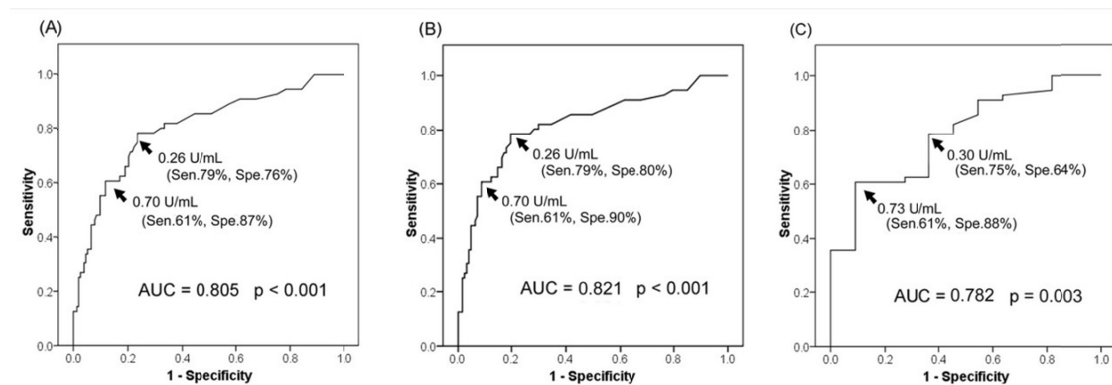 (A)
Sensitivity
1.0
0.8
0.6
0.4
0.2
0.0
0.26 U/mL
(Sen.79%, Spe.76%)
0.70 U/mL
(Sen.61%, Spe.87%)
AUC = 0.805 p < 0.001
0.0 0.2 0.4 0.6 0.8 1.0
1 - Specificity
(B)
Sensitivity
1.0
0.8
0.6
0.4
0.2
0.0
0.26 U/mL
(Sen.79%, Spe.80%)
0.70 U/mL
(Sen.61%, Spe.90%)
AUC = 0.821 p < 0.001
0.0 0.2 0.4 0.6 0.8 1.0
1 - Specificity
(C)
Sensitivity
1.0
0.8
0.6
0.4
0.2
0.0
0.30 U/mL
(Sen.75%, Spe.64%)
0.73 U/mL
(Sen.61%, Spe.88%)
AUC = 0.782 p = 0.003
0.0 0.2 0.4 0.6 0.8 1.0
1 - Specificity